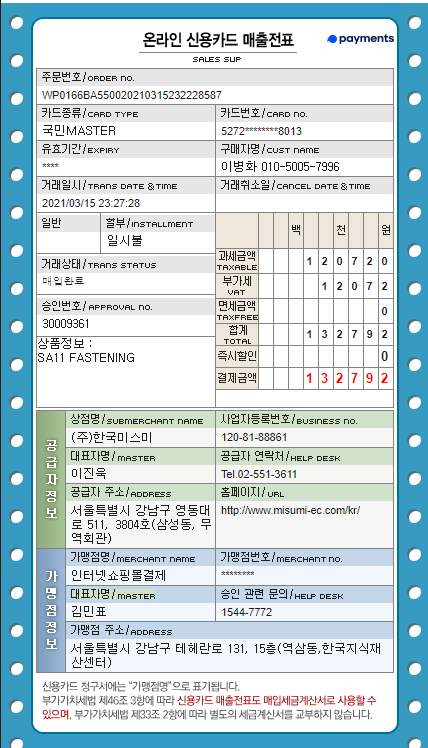 온라인 신용카드 매출전표
payments
SALES SLIP
주문번호/ORDER NO.
WP0166BA550020210315232228587
카드종류/CARD TYPE
카드번호/CARD NO.
국민MASTER
5272********8013
유효기간/EXPIRY
구매자명/CUST NAME
****
이병화 010-5005-7996
거래일시/TRANS DATE & TIME
거래취소일/CANCEL DATE & TIME
2021/03/15 23:27:28
일반
할부/INSTALLMENT
일시불
백 천 원
과세금액 TAXABLE 1 2 0 7 2 0
거래상태/TRANS STATUS
매입완료
부가세 VAT 1 2 0 7 2
면세금액 TAXFREE 0
승인번호/APPROVAL NO.
30009361
합계 TOTAL 1 3 2 7 9 2
상품정보 :
SA11 FASTENING
즉시할인 0
결제금액 1 3 2 7 9 2
공급자정보
상점명/SUBMERCHANT NAME
사업자등록번호/BUSINESS NO.
(주)한국미스미
120-81-88861
대표자명/MASTER
공급자 연락처/HELP DESK
이진욱
Tel.02-551-3611
공급자 주소/ADDRESS
홈페이지/URL
서울특별시 강남구 영동대
로 511, 3804호(삼성동, 무
역회관)
http://www.misumi-ec.com/kr/
가맹점정보
가맹점명/MERCHANT NAME
가맹점번호/MERCHANT NO.
인터넷쇼핑몰결제
********
대표자명/MASTER
승인 관련 문의/HELP DESK
김민표
1544-7772
가맹점 주소/ADDRESS
서울특별시 강남구 테헤란로 131, 15층(역삼동,한국지식재
산센터)
신용카드 청구서에는 “가맹점명”으로 표기됩니다.
부가가치세법 제46조 3항에 따라 신용카드 매출전표도 매입세금계산서로 사용할 수
있으며, 부가가치세법 제33조 2항에 따라 별도의 세금계산서를 교부하지 않습니다.